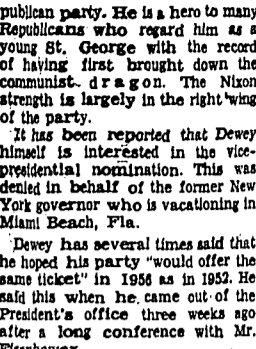 publican party. He is a hero to many
Republicans who regard him as a
young St. George with the record
of having first brought down the
communist dragon. The Nixon
strength is largely in the right wing
of the party.
It has been reported that Dewey
himself is interested in the vice-
presidential nomination. This was
denied in behalf of the former New
York governor who is vacationing in
Miami Beach, Fla.
Dewey has several times said that
he hoped his party "would offer the
same ticket" in 1956 as in 1952. He
said this when he came out of the
President's office three weeks ago
after a long conference with Mr.
Eisenhower